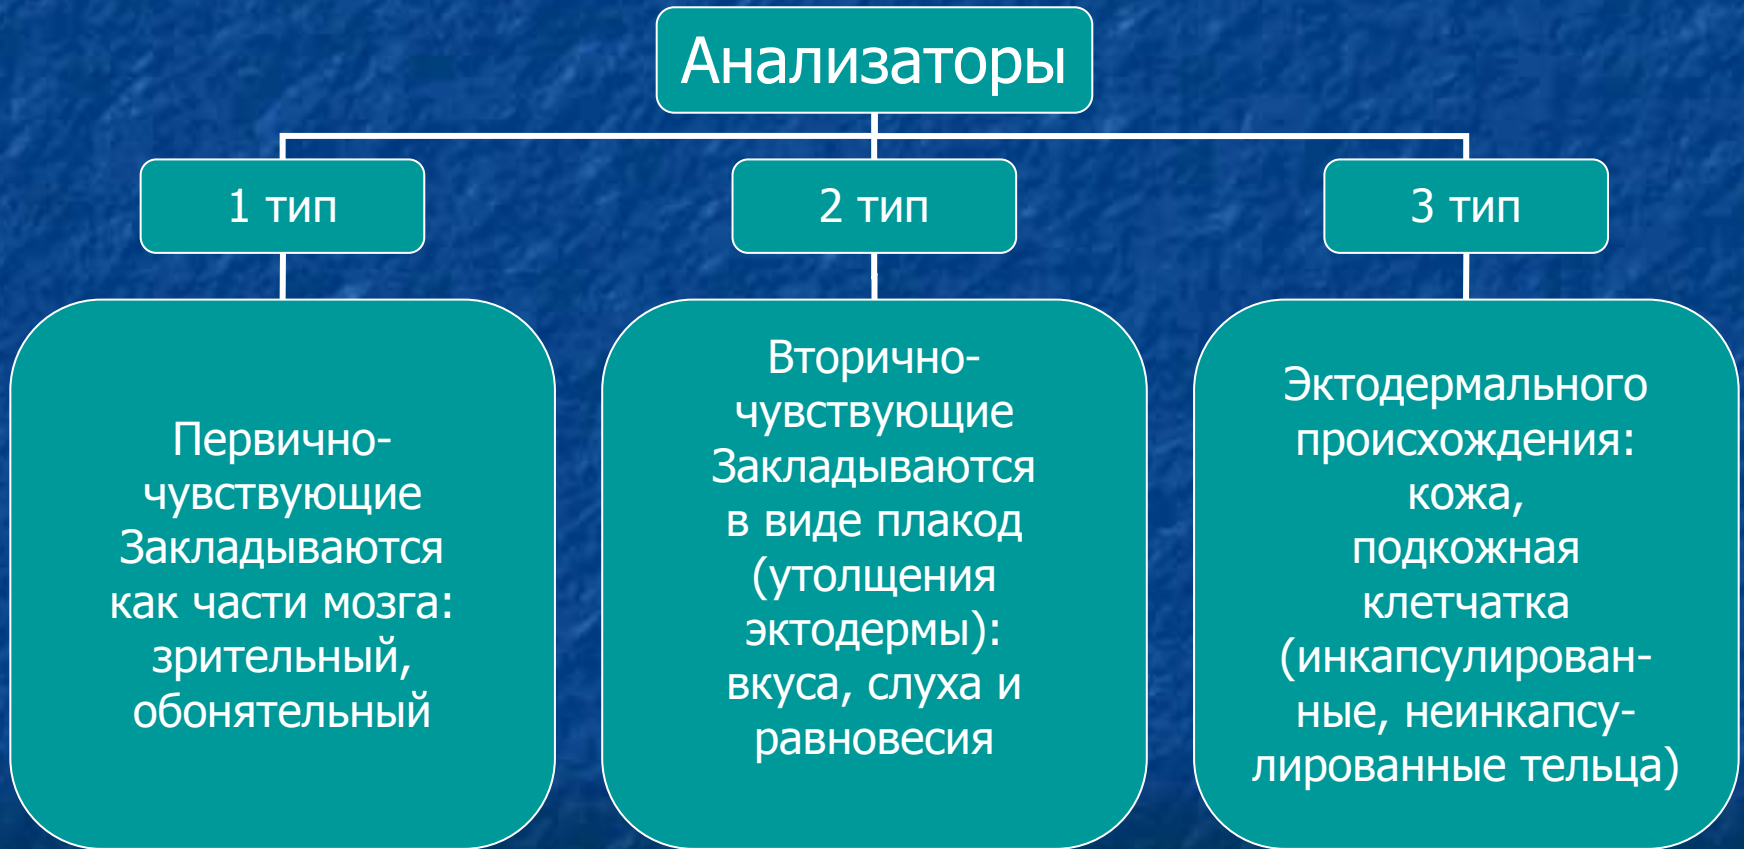 Анализаторы
1 тип
2 тип
3 тип
Первично-
чувствующие
Закладываются
как части мозга:
зрительный,
обонятельный
Вторично-
чувствующие
Закладываются
в виде плакод
(утолщения
эктодермы):
вкуса, слуха и
равновесия
Эктодермального
происхождения:
кожа,
подкожная
клетчатка
(инкапсулирован-
ные, неинкапсу-
лированные тельца)